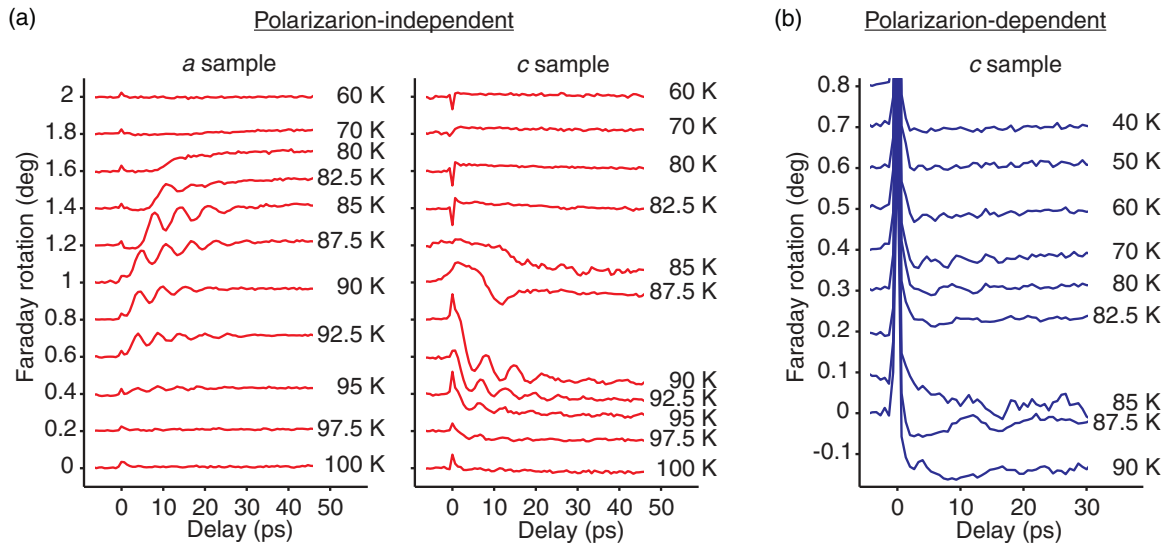 (a)
Polarizarion-independent
a sample
c sample
Faraday rotation (deg)
2
1.8
1.6
1.4
1.2
1
0.8
0.6
0.4
0.2
0
60 K
70 K
80 K
82.5 K
85 K
87.5 K
90 K
92.5 K
95 K
97.5 K
100 K
0 10 20 30 40 50
Delay (ps)
60 K
70 K
80 K
82.5 K
85 K
87.5 K
90 K
92.5 K
95 K
97.5 K
100 K
0 10 20 30 40 50
Delay (ps)
(b)
Polarizarion-dependent
c sample
Faraday rotation (deg)
0.8
0.7
0.6
0.5
0.4
0.3
0.2
0.1
0
-0.1
40 K
50 K
60 K
70 K
80 K
82.5 K
85 K
87.5 K
90 K
0 10 20 30
Delay (ps)